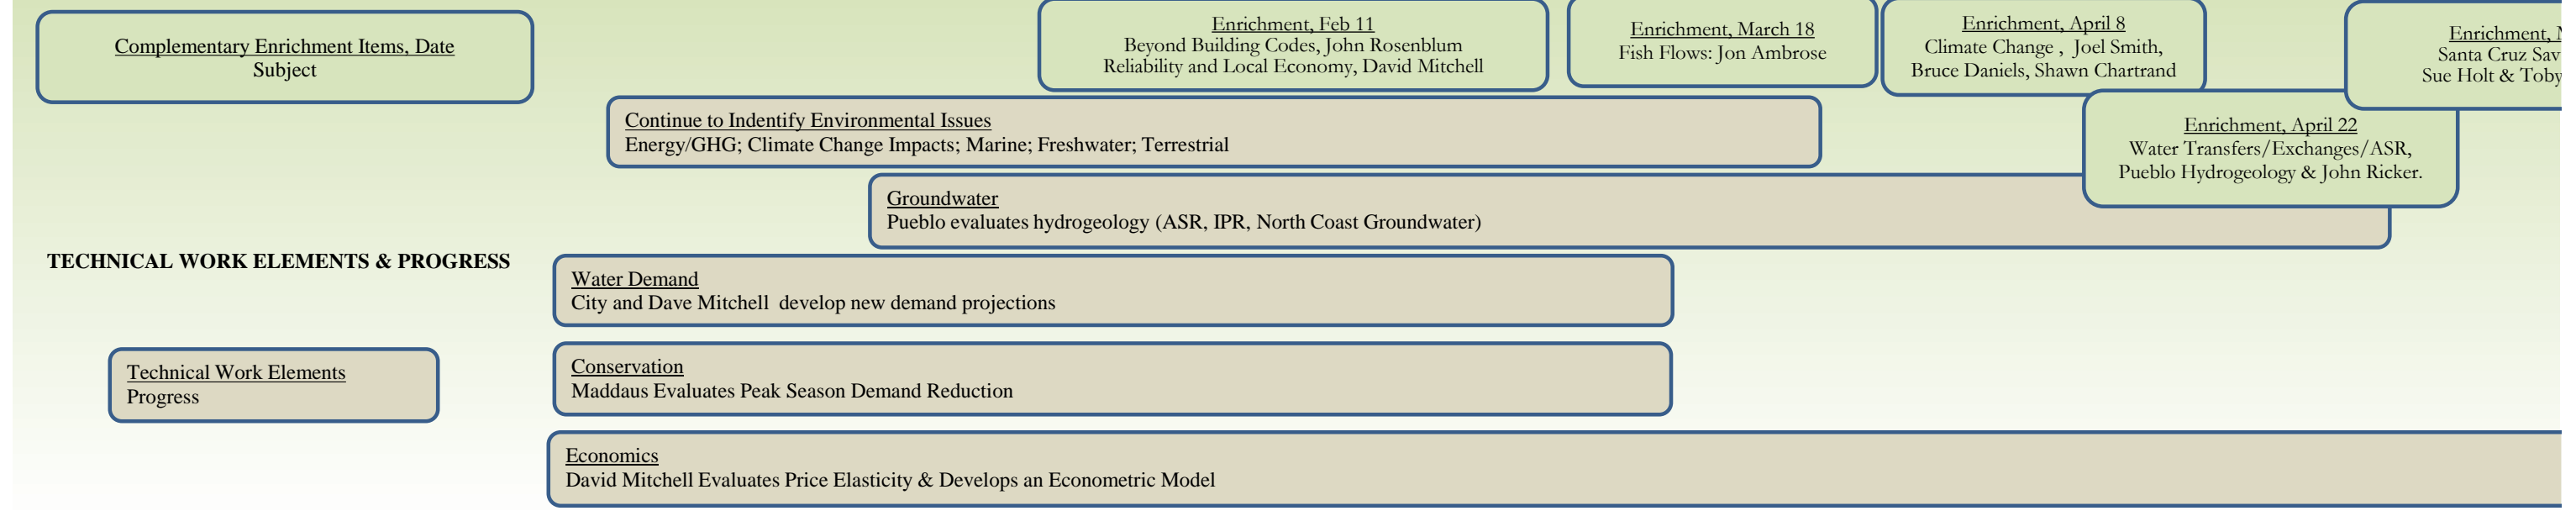 Complementary Enrichment Items, Date
Subject
Enrichment, Feb 11
Beyond Building Codes, John Rosenblum
Reliability and Local Economy, David Mitchell
Enrichment, March 18
Fish Flows: Jon Ambrose
Enrichment, April 8
Climate Change , Joel Smith,
Bruce Daniels, Shawn Chartrand
Enrichment,
Santa Cruz
Sue Holt & Toby
Continue to Indentify Environmental Issues
Energy/GHG; Climate Change Impacts; Marine; Freshwater; Terrestrial
Enrichment, April 22
Water Transfers/Exchanges/ASR,
Pueblo Hydrogeology & John Ricker.
Groundwater
Pueblo evaluates hydrogeology (ASR, IPR, North Coast Groundwater)
TECHNICAL WORK ELEMENTS & PROGRESS
Water Demand
City and Dave Mitchell develop new demand projections
Technical Work Elements
Progress
Conservation
Maddaus Evaluates Peak Season Demand Reduction
Economics
David Mitchell Evaluates Price Elasticity & Develops an Econometric Model